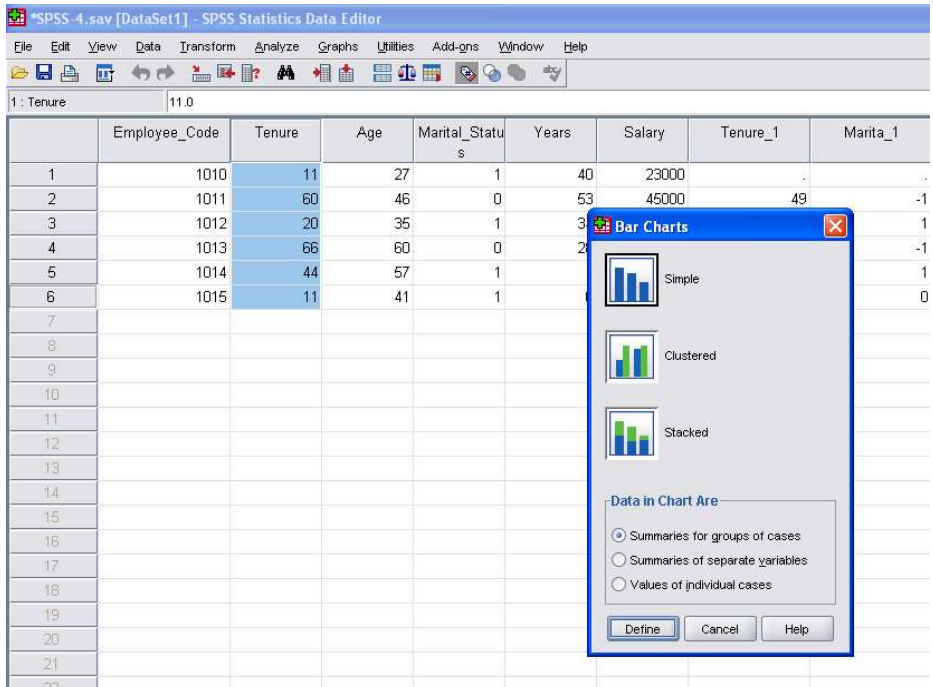 *SPSS-4.sav [DataSet1] - SPSS Statistics Data Editor
File Edit View Data Transform Analyze Graphs Utilities Add-ons Window Help
1 : Tenure 11.0
Employee_Code Tenure Age Marital_Statu Years Salary Tenure_1 Marita_1
s
1 1010 11 27 1 40 23000 . .
2 1011 60 46 0 53 45000 49 -1
3 1012 20 35 1 1
4 1013 66 60 0 -1
5 1014 44 57 1 1
6 1015 11 41 1 0
7
8
9
10
11
12
13
14
15
16
17
18
19
20
21
Bar Charts
Simple
Clustered
Stacked
Data in Chart Are
Summaries for groups of cases
Summaries of separate variables
Values of individual cases
Define Cancel Help